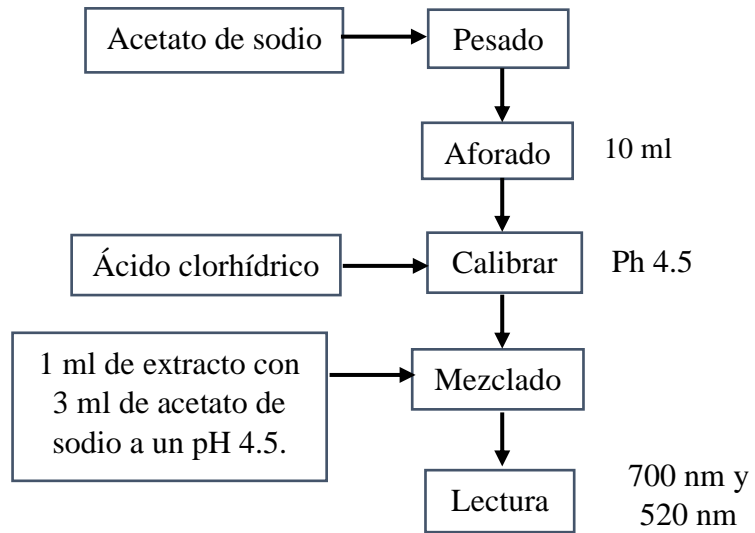 Acetato de sodio
Pesado
Aforado
10 ml
Ácido clorhídrico
Calibrar
Ph 4.5
1 ml de extracto con
3 ml de acetato de
sodio a un pH 4.5.
Mezclado
Lectura
700 nm y
520 nm